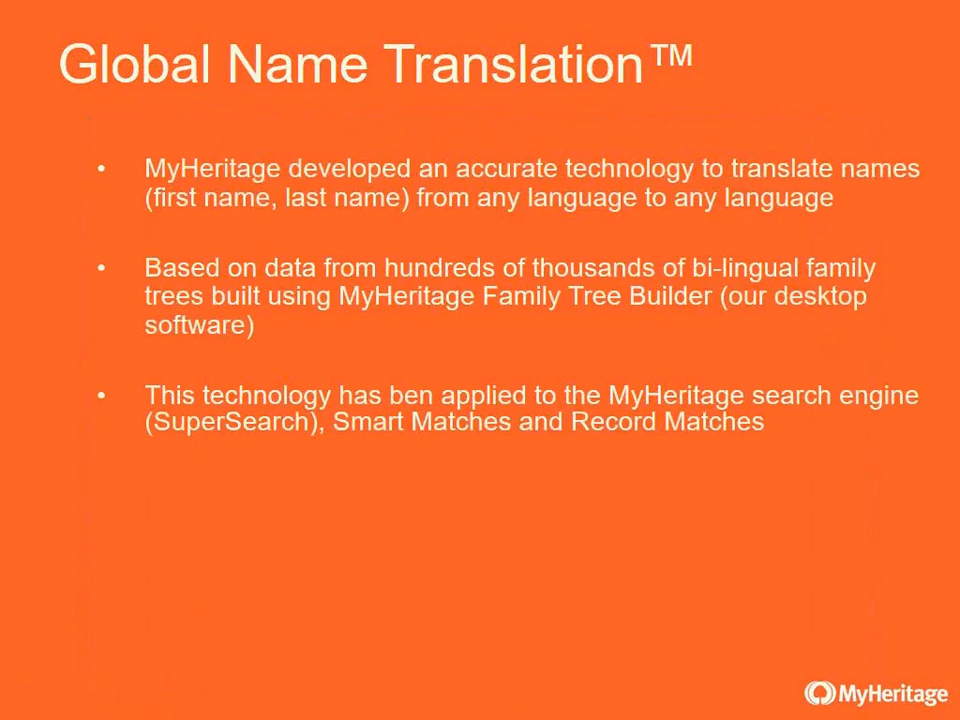 Global Name Translation™
• MyHeritage developed an accurate technology to translate names
(first name, last name) from any language to any language
• Based on data from hundreds of thousands of bi-lingual family
trees built using MyHeritage Family Tree Builder (our desktop
software)
• This technology has ben applied to the MyHeritage search engine
(SuperSearch), Smart Matches and Record Matches
MyHeritage